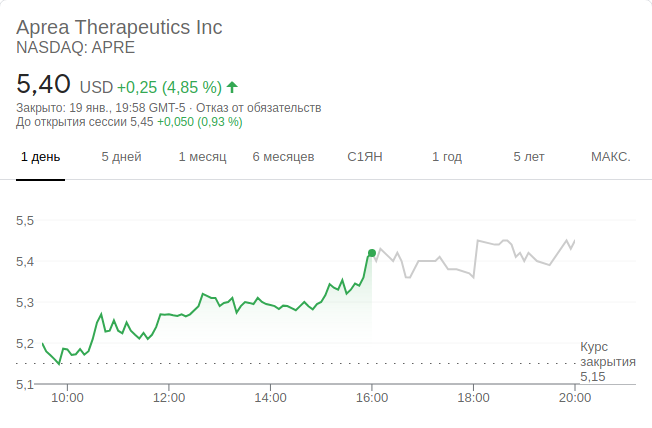 Aprea Therapeutics Inc
NASDAQ: APRE
5,40 USD +0,25 (4,85 %)
Закрыто: 19 янв., 19:58 GMT-5 · Отказ от обязательств
До открытия сессии 5,45 +0,050 (0,93 %)
1 день 5 дней 1 месяц 6 месяцев С1ЯН 1 год 5 лет МАКС.
5,5
5,4
5,3
5,2
5,1
Курс
закрытия
5,15
10:00 12:00 14:00 16:00 18:00 20:00